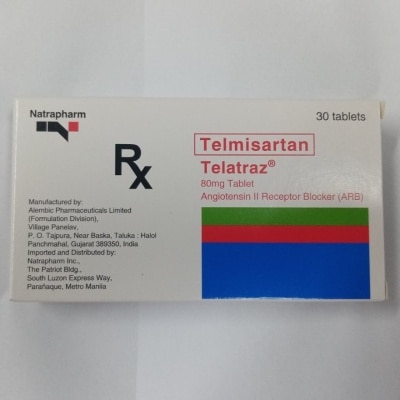 Natrapharm
30 tablets
Rx
Telmisartan
Telatraz®
80mg Tablet
Angiotensin II Receptor Blocker (ARB)
Manufactured by:
Alembic Pharmaceuticals Limited
(Formulation Division),
Village Panelav,
P. O. Tajpura, Near Baska, Taluka : Halol
Panchmahal, Gujarat 389350, India
Imported and Distributed by:
Natrapharm Inc.,
The Patriot Bldg.,
South Luzon Express Way,
Parañaque, Metro Manila